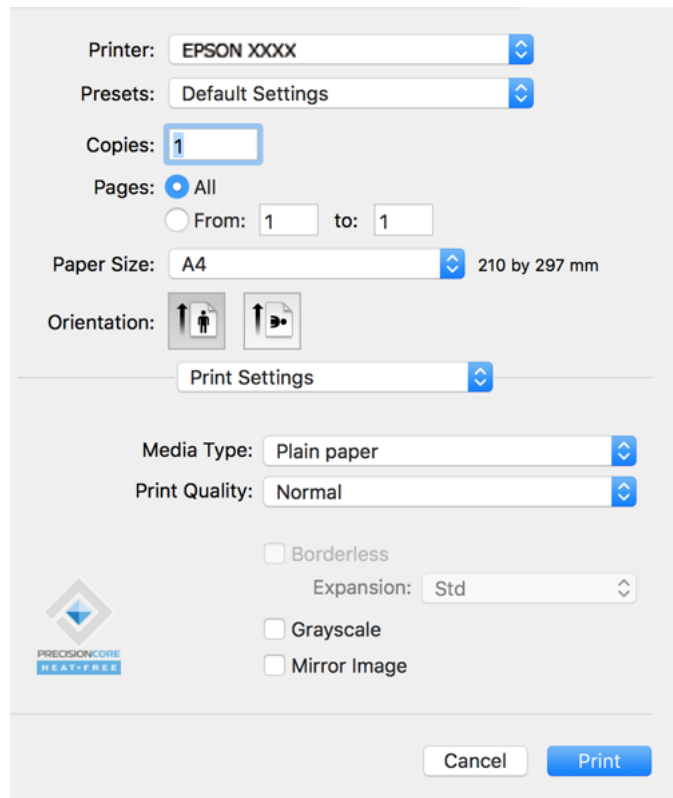 Printer: EPSON XXXX
Presets: Default Settings
Copies: 1
Pages: All
From: 1 to: 1
Paper Size: A4 210 by 297 mm
Orientation:
Print Settings
Media Type: Plain paper
Print Quality: Normal
Borderless
Expansion: Std
Grayscale
Mirror Image
PRECISIONCORE
HEAT•FREE
Cancel Print